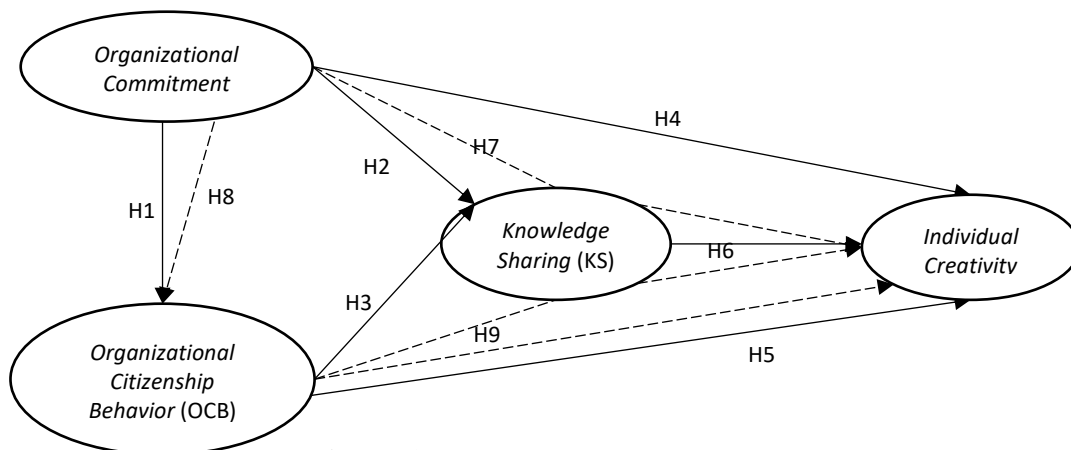 Organizational
Commitment
H4
H7
H2
H8
H1
Knowledge
Sharing (KS)
H6
Individual
Creativity
H3
H9
H5
Organizational
Citizenship
Behavior (OCB)